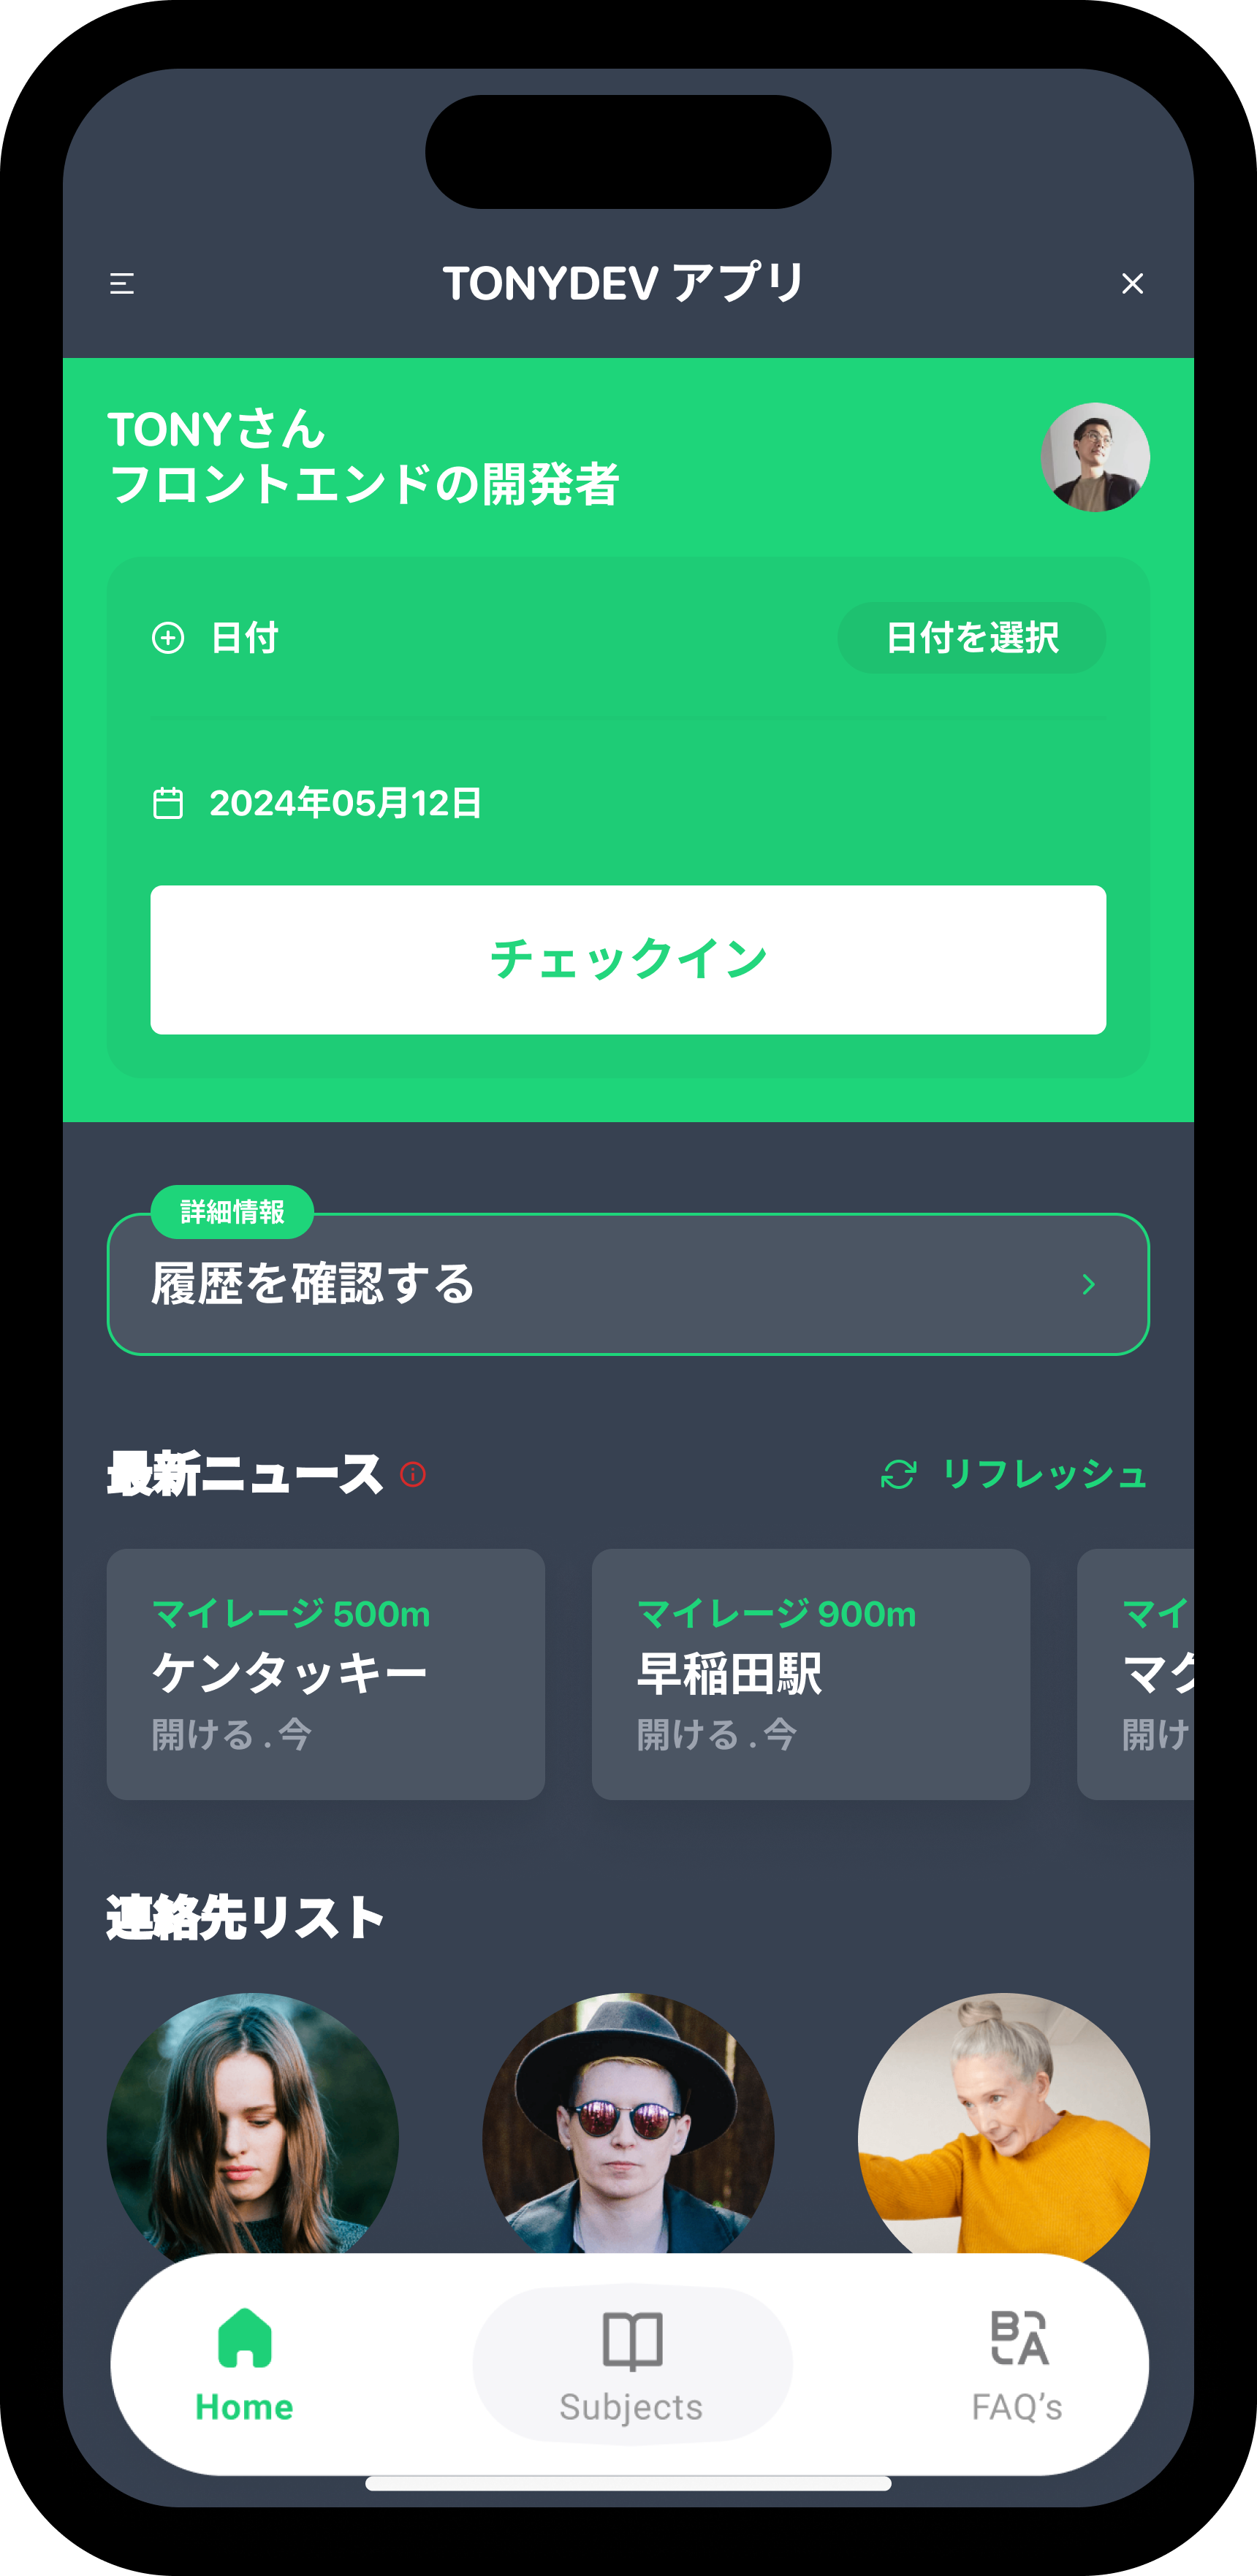 TONYDEV アプリ
TONYさん
フロントエンドの開発者
日付
日付を選択
2024年05月12日
チェックイン
詳細情報
履歴を確認する
最新ニュース
リフレッシュ
マイレージ 500m
ケンタッキー
開ける . 今
マイレージ 900m
早稲田駅
開ける . 今
マイ
マク
開け
連絡先リスト
Home
Subjects
FAQ’s